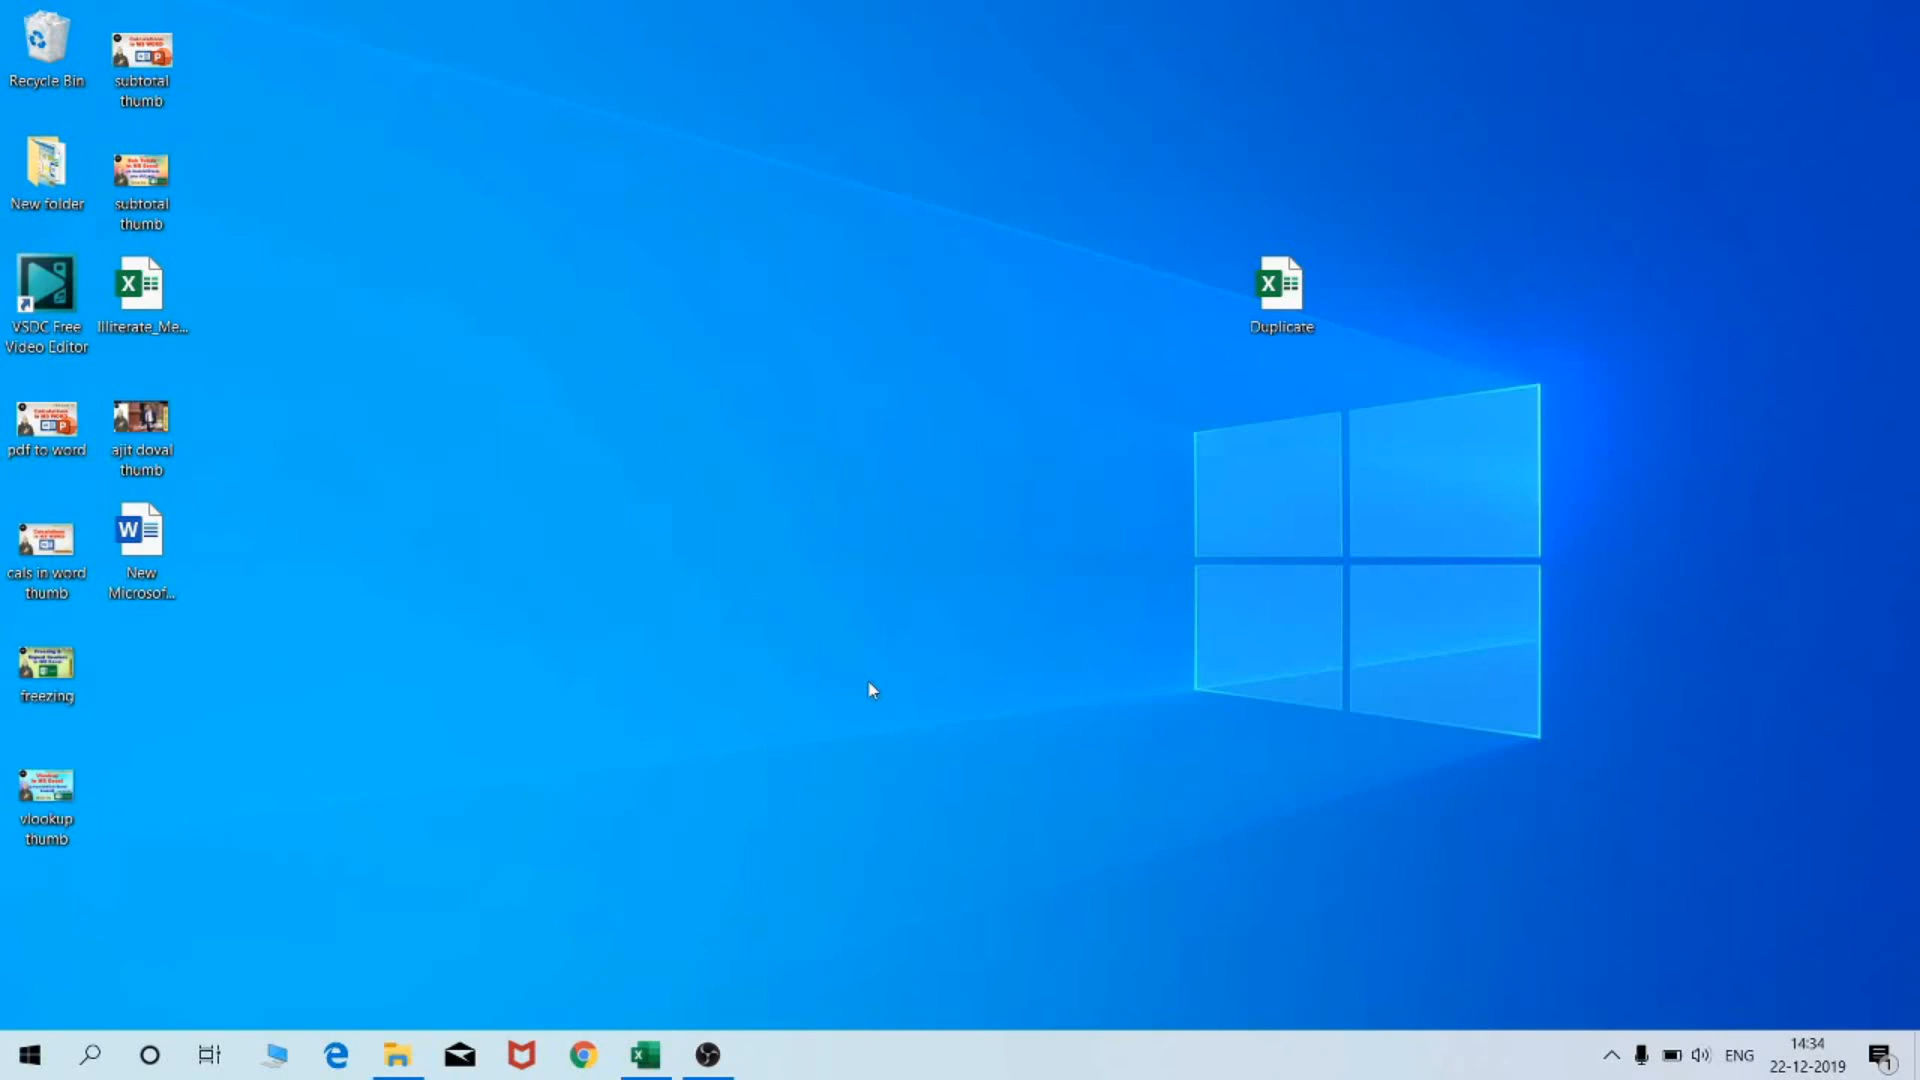 Recycle Bin
subtotal
thumb
New folder
subtotal
thumb
VSDC Free
Video Editor
Illiterate_Me...
Duplicate
pdf to word
ajit doval
thumb
cals in word
thumb
New
Microsof...
freezing
vlookup
thumb
ENG
14:34
22-12-2019
1